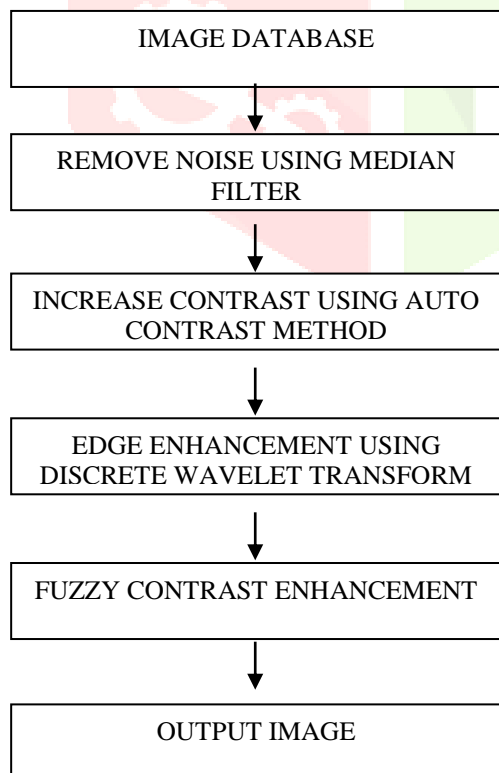 IMAGE DATABASE
REMOVE NOISE USING MEDIAN
FILTER
INCREASE CONTRAST USING AUTO
CONTRAST METHOD
EDGE ENHANCEMENT USING
DISCRETE WAVELET TRANSFORM
FUZZY CONTRAST ENHANCEMENT
OUTPUT IMAGE